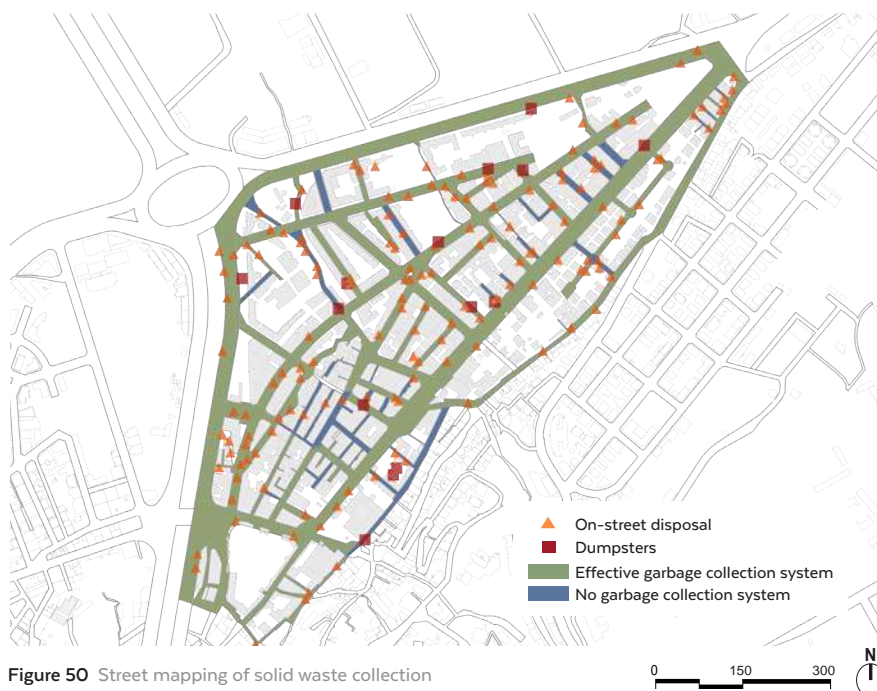 On-street disposal
Dumpsters
Effective garbage collection system
No garbage collection system
Figure 50 Street mapping of solid waste collection
0 150 300
N